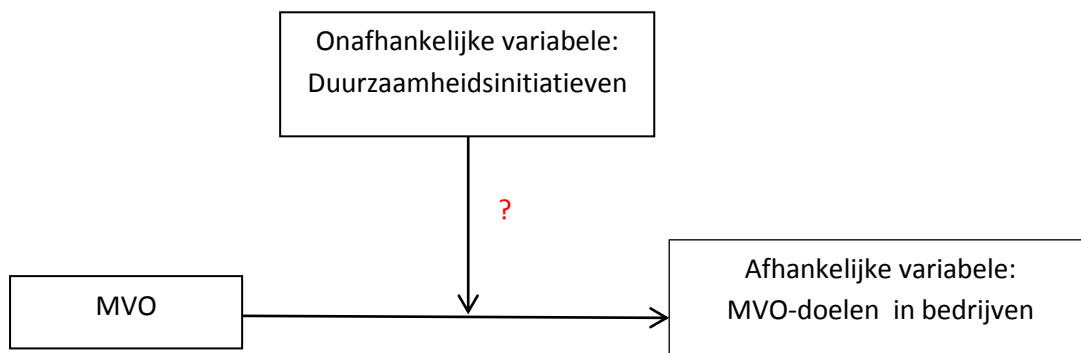 Onafhankelijke variabele:
Duurzaamheidsinitiatieven
?
MVO
Afhankelijke variabele:
MVO-doelen in bedrijven